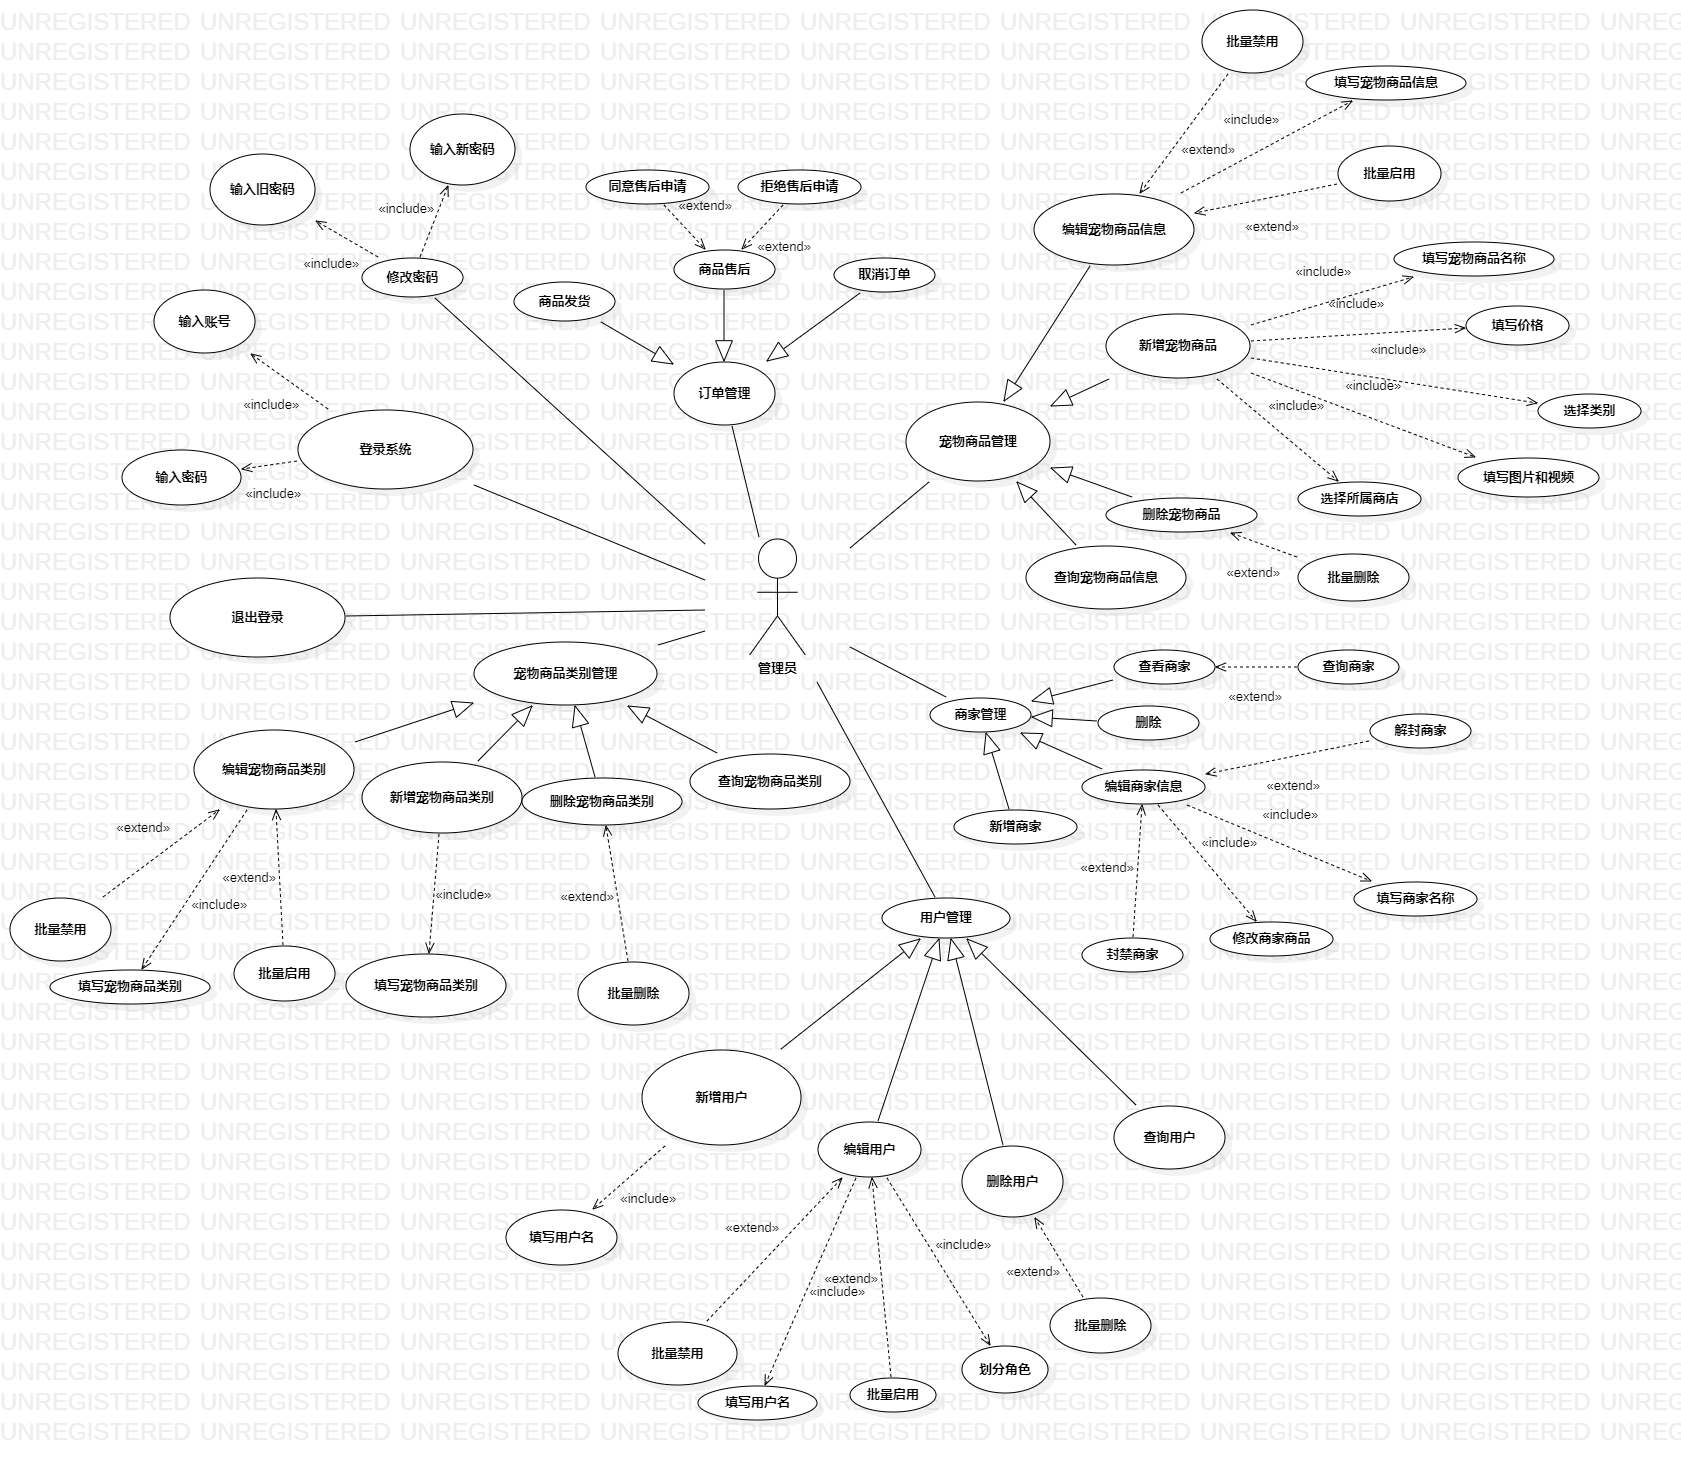 批量禁用
填写宠物商品信息
«include»
输入新密码
«extend»
输入旧密码
批量启用
同意售后申请
拒绝售后申请
«extend»
«include»
编辑宠物商品信息
«extend»
«extend»
填写宠物商品名称
«include»
修改密码
商品售后
取消订单
«include»
商品发货
«include»
输入账号
填写价格
新增宠物商品
«include»
«include»
订单管理
«include»
«include»
选择类别
宠物商品管理
登录系统
输入密码
填写图片和视频
«include»
选择所属商店
删除宠物商品
«extend»
查询宠物商品信息
批量删除
退出登录
管理员
宠物商品类别管理
查看商家
查询商家
«extend»
商家管理
删除
解封商家
编辑宠物商品类别
查询宠物商品类别
编辑商家信息
«extend»
新增宠物商品类别
删除宠物商品类别
«include»
«extend»
新增商家
«include»
«extend»
«extend»
«include»
«include»
«extend»
填写商家名称
用户管理
批量禁用
修改商家商品
封禁商家
批量启用
填写宠物商品类别
填写宠物商品类别
批量删除
新增用户
编辑用户
查询用户
删除用户
«include»
«extend»
填写用户名
«include»
«extend»
«extend»
«include»
批量删除
批量禁用
划分角色
填写用户名
批量启用
UNREGISTERED